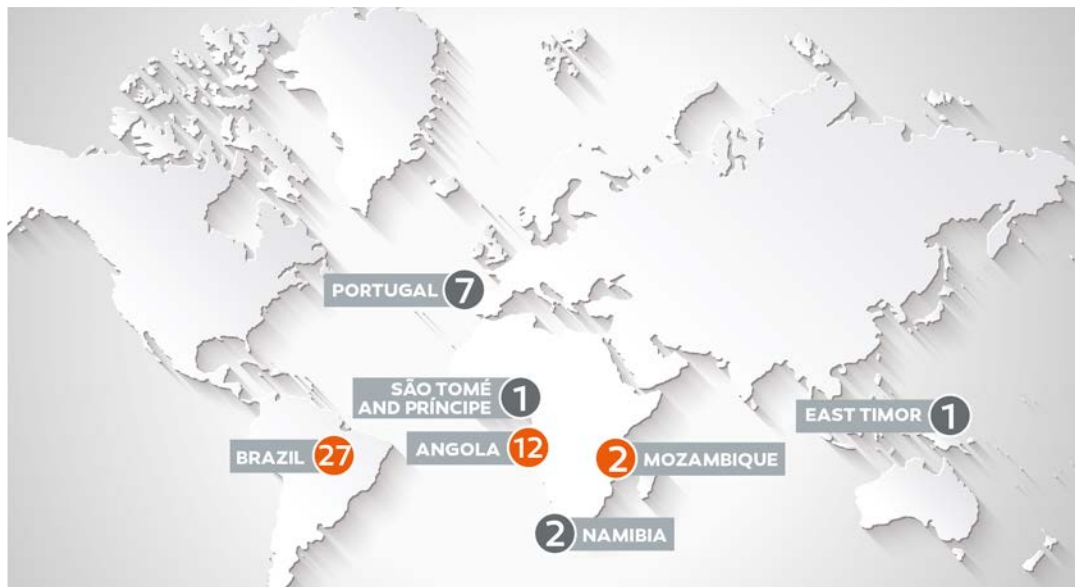 PORTUGAL 7
SÃO TOMÉ
AND PRÍNCIPE 1
EAST TIMOR 1
BRAZIL 27
ANGOLA 12
2 MOZAMBIQUE
2 NAMIBIA